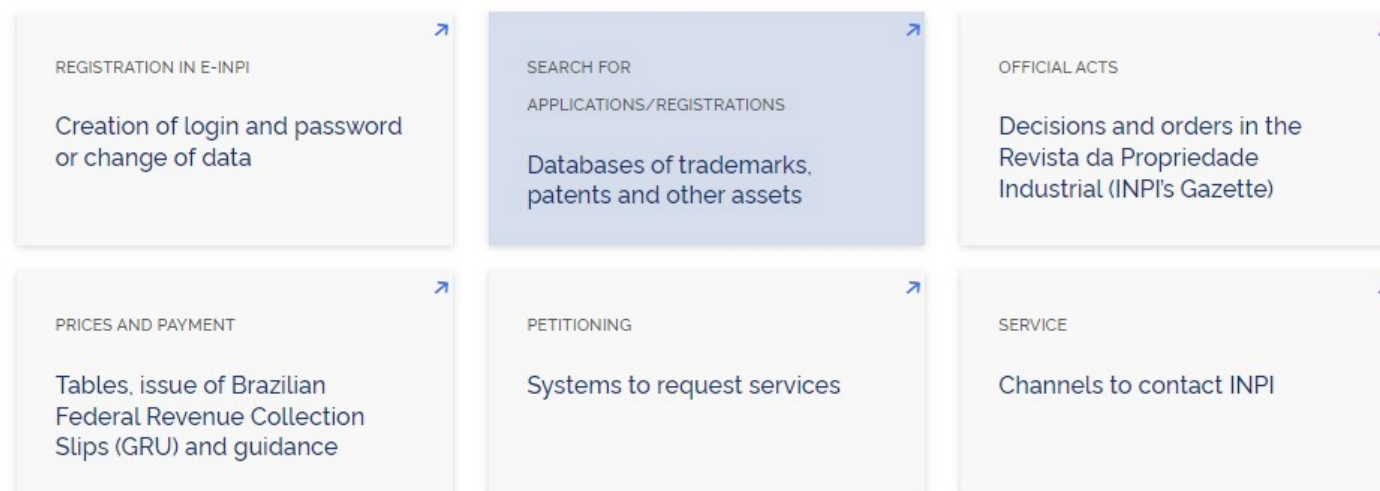 REGISTRATION IN E-INPI
Creation of login and password
or change of data
SEARCH FOR
APPLICATIONS/REGISTRATIONS
Databases of trademarks,
patents and other assets
OFFICIAL ACTS
Decisions and orders in the
Revista da Propriedade
Industrial (INPI's Gazette)
PRICES AND PAYMENT
Tables, issue of Brazilian
Federal Revenue Collection
Slips (GRU) and guidance
PETITIONING
Systems to request services
SERVICE
Channels to contact INPI